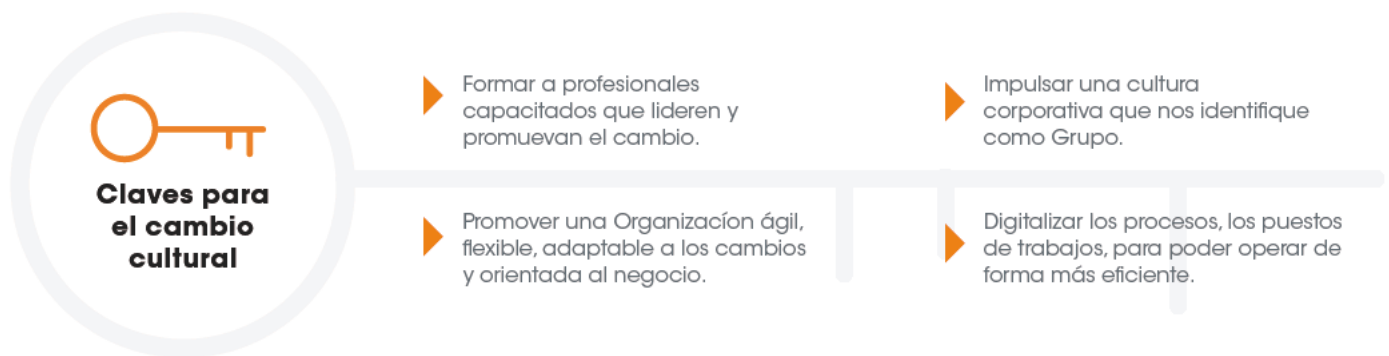 Claves para
el cambio
cultural
Formar a profesionales
capacitados que lideren y
promuevan el cambio.
Impulsar una cultura
corporativa que nos identifique
como Grupo.
Promover una Organizacíon ágil,
flexible, adaptable a los cambios
y orientada al negocio.
Digitalizar los procesos, los puestos
de trabajos, para poder operar de
forma más eficiente.